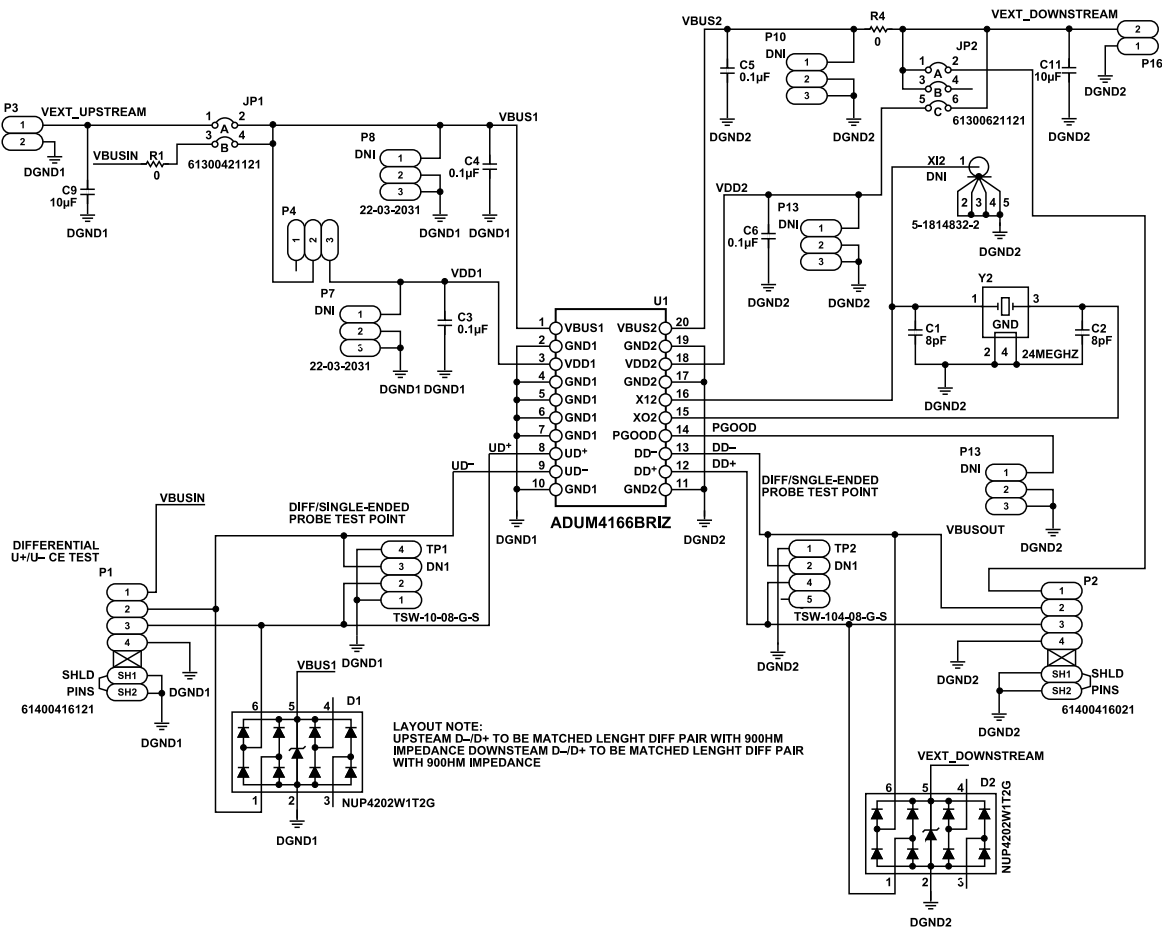 P3
1
2
DGND1
VEXT_UPSTREAM
VBUSIN
R1
0
C9
10µF
DGND1
JP1
1 A 2
3 B 4
61300421121
VBUS1
P8
DNI
1
2
3
22-03-2031
DGND1
C4
0.1µF
DGND1
P4
1 2 3
VDD1
P7
DNI
1
2
3
22-03-2031
DGND1
C3
0.1µF
DGND1
VBUS2
C5
0.1µF
DGND2
P10
DNI
1
2
3
DGND2
R4
0
JP2
1 A 2
3 B 4
5 C 6
61300621121
VEXT_DOWNSTREAM
C11
10µF
DGND2
2
1
P16
DGND2
VDD2
C6
0.1µF
DGND2
P13
DNI
1
2
3
DGND2
XI2
DNI
1
2 3 4 5
5-1814832-2
DGND2
Y2
1 3
GND
2 4
24MEGHZ
C1
8pF
C2
8pF
DGND2
U1
1 VBUS1 VBUS2 20
2 GND1 GND2 19
3 VDD1 VDD2 18
4 GND1 GND2 17
5 GND1 X12 16
6 GND1 XO2 15
7 GND1 PGOOD 14
8 UD+ DD– 13
9 UD– DD+ 12
10 GND1 GND2 11
ADUM4166BRIZ
UD+
UD–
DGND1
DGND2
PGOOD
DD–
DD+
P13
DNI
1
2
3
DGND2
DIFF/SNGLE-ENDED
PROBE TEST POINT
4
3
2
1
TP1
DN1
TSW-10-08-G-S
DGND1
DIFF/SINGLE-ENDED
PROBE TEST POINT
1
2
4
5
TP2
DN1
TSW-104-08-G-S
DGND2
VBUSIN
DIFFERENTIAL
U+/U– CE TEST
P1
1
2
3
4
SHLD
PINS
SH1
SH2
61400416121
DGND1
DGND1
VBUSOUT
P2
1
2
3
4
SH1
SH2
SHLD
PINS
61400416021
DGND2
DGND2
VBUS1
D1
6 5 4
1 2 3
NUP4202W1T2G
DGND1
LAYOUT NOTE:
UPSTEAM D–/D+ TO BE MATCHED LENGHT DIFF PAIR WITH 900HM
IMPEDANCE DOWNSTEAM D–/D+ TO BE MATCHED LENGHT DIFF PAIR
WITH 900HM IMPEDANCE
VEXT_DOWNSTREAM
D2
6 5 4
1 2 3
NUP4202W1T2G
DGND2